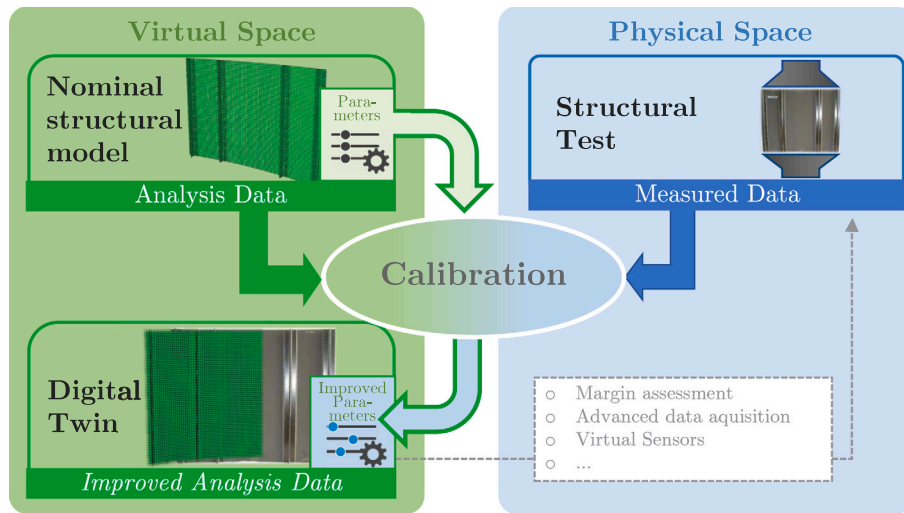 Virtual Space
Nominal
structural
model
Para-
meters
Analysis Data
Physical Space
Structural
Test
Measured Data
Calibration
Digital
Twin
Improved
Para-
meters
Improved Analysis Data
○ Margin assessment
○ Advanced data aquisition
○ Virtual Sensors
○ ...